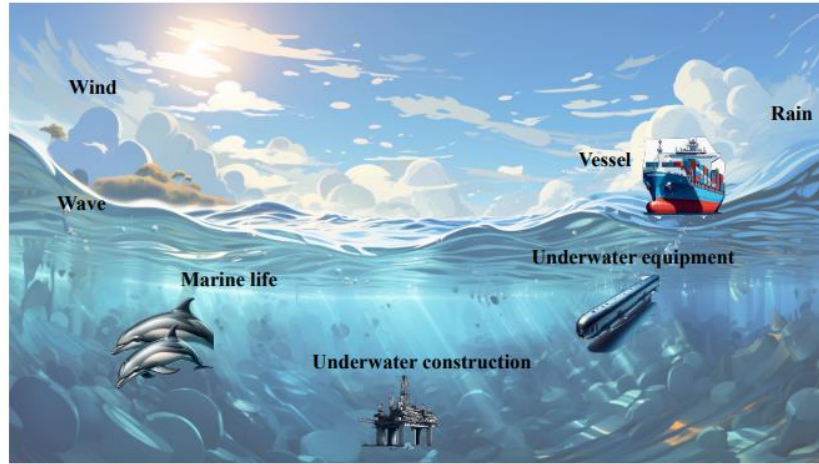 Wind
Rain
Vessel
Wave
Underwater equipment
Marine life
Underwater construction